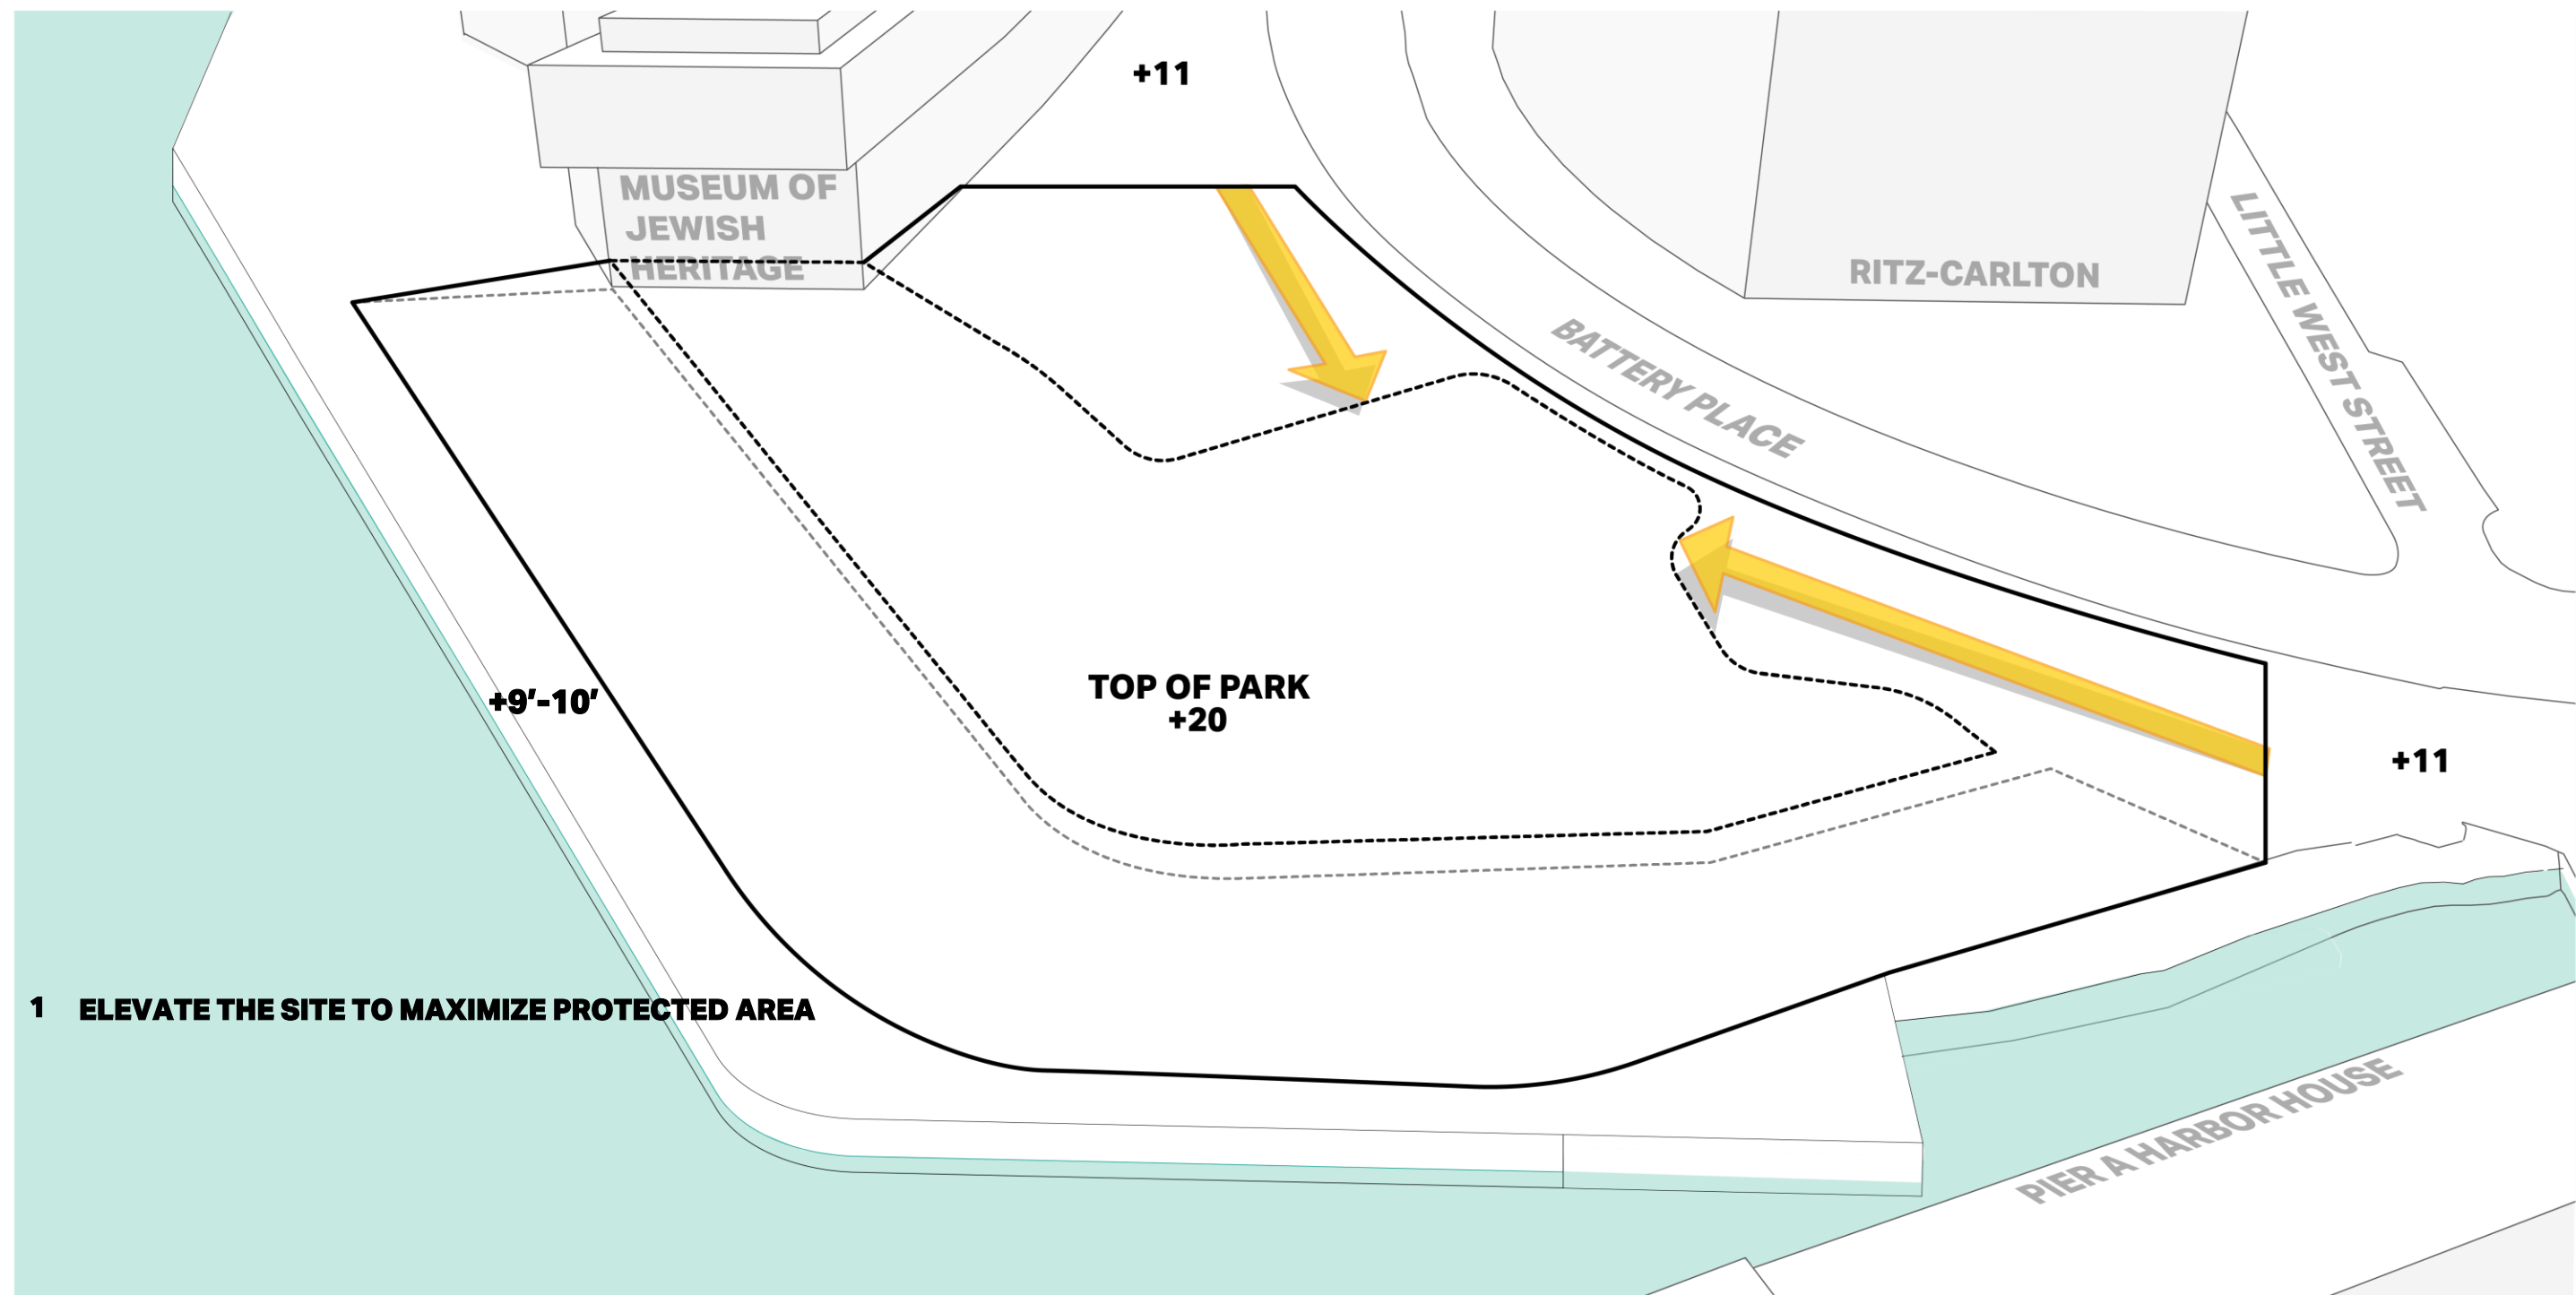 +11
MUSEUM OF
JEWISH
HERITAGE
RITZ-CARLTON
LITTLE WEST STREET
BATTERY PLACE
TOP OF PARK
+20
+9’-10’
+11
1 ELEVATE THE SITE TO MAXIMIZE PROTECTED AREA
PIER A HARBOR HOUSE